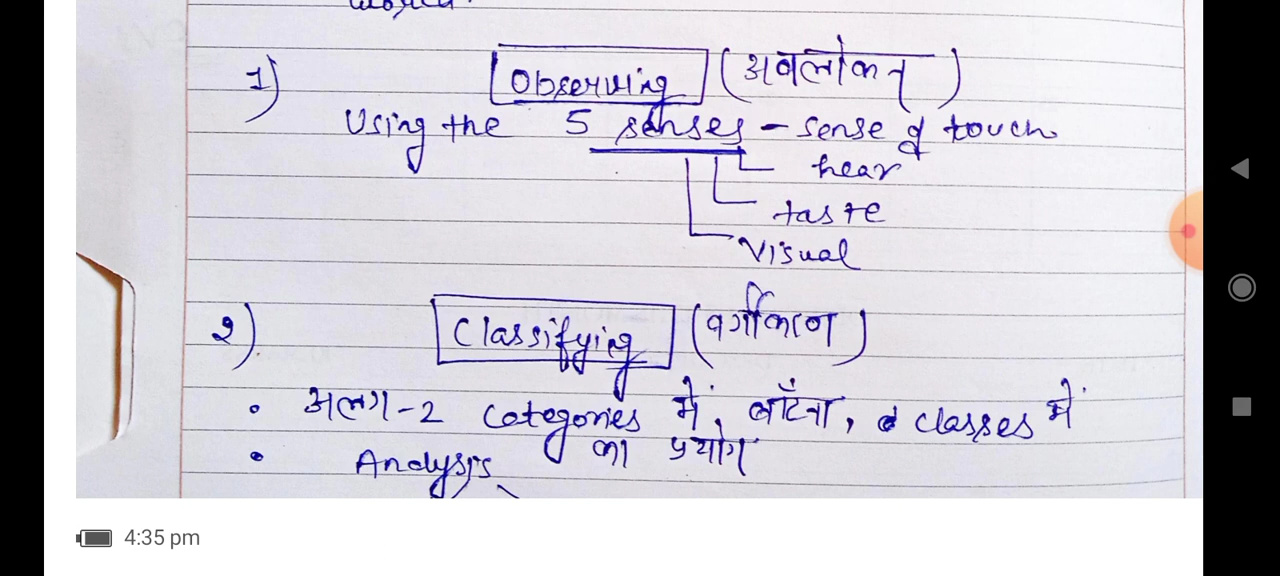 1) Observing (अवलोकन)
Using the 5 senses - sense of touch
hear
taste
Visual
2) Classifying (वर्गीकरण)
• अलग-2 categories में, बाँटना, classes में
• Analysis का प्रयोग
4:35 pm